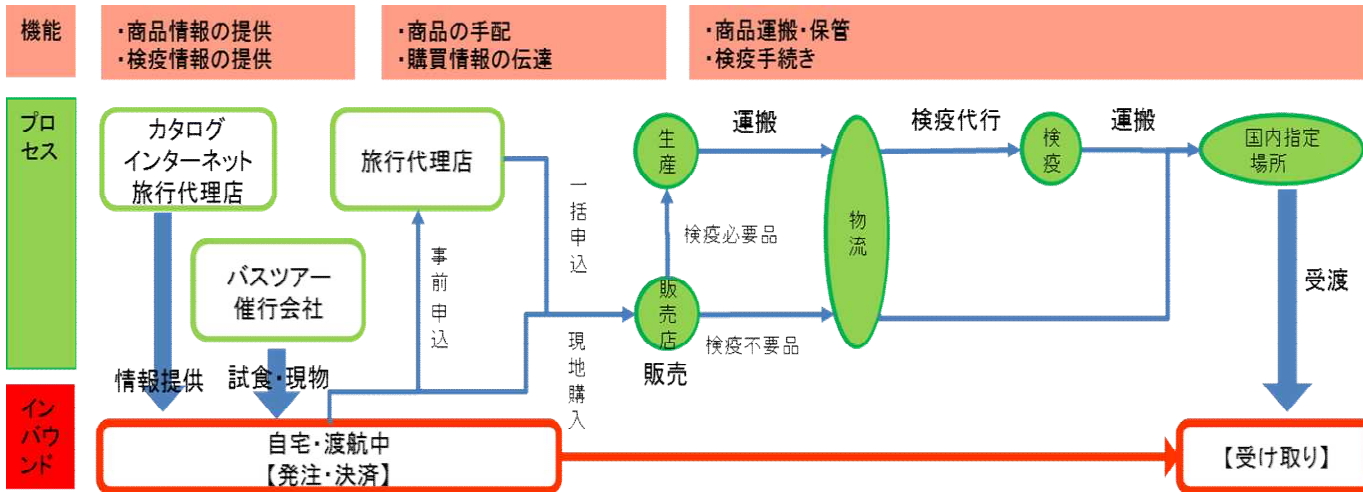 機能
・商品情報の提供
・検疫情報の提供
・商品の手配
・購買情報の伝達
・商品運搬・保管
・検疫手続き
プロ
セス
カタログ
インターネット
旅行代理店
バスツアー
催行会社
情報提供
試食・現物
旅行代理店
事前申込
一括申込
現地購入
生産
検疫必要品
販売店
販売
検疫不要品
運搬
物流
検疫代行
検疫
運搬
国内指定
場所
受渡
イン
バウ
ンド
自宅・渡航中
【発注・決済】
【受け取り】